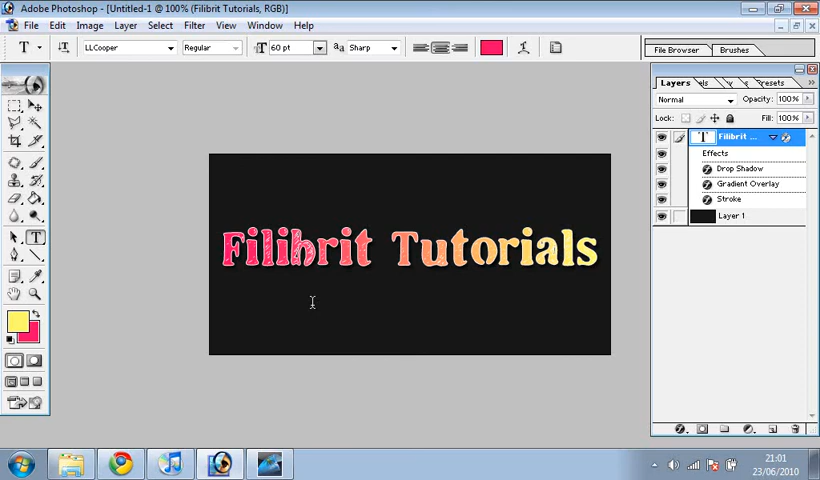 Adobe Photoshop - [Untitled-1 @ 100% (Filibrit Tutorials, RGB)]
File Edit Image Layer Select Filter View Window Help
T LLCooper Regular T 60 pt aa Sharp File Browser Brushes
Layers Presets
Normal Opacity: 100%
Lock: Fill: 100%
T Filibrit ...
Effects
Drop Shadow
Gradient Overlay
Stroke
Layer 1
Filibrit Tutorials
21:01
23/06/2010